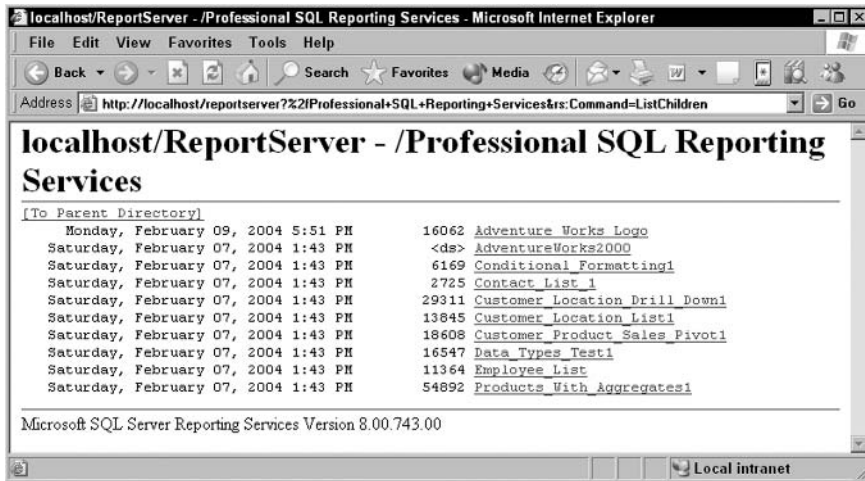 localhost/ReportServer - /Professional SQL Reporting Services - Microsoft Internet Explorer
File Edit View Favorites Tools Help
Back Search Favorites Media
Address http://localhost/reportserver?%2fProfessional+SQL+Reporting+Services&rs:Command=ListChildren Go
localhost/ReportServer - /Professional SQL Reporting
Services
[To Parent Directory]
Monday, February 09, 2004 5:51 PM 16062 Adventure Works Logo
Saturday, February 07, 2004 1:43 PM <ds> AdventureWorks2000
Saturday, February 07, 2004 1:43 PM 6169 Conditional_Formatting1
Saturday, February 07, 2004 1:43 PM 2725 Contact_List_1
Saturday, February 07, 2004 1:43 PM 29311 Customer_Location_Drill_Down1
Saturday, February 07, 2004 1:43 PM 13845 Customer_Location_List1
Saturday, February 07, 2004 1:43 PM 18608 Customer_Product_Sales_Pivot1
Saturday, February 07, 2004 1:43 PM 16547 Data_Types_Test1
Saturday, February 07, 2004 1:43 PM 11364 Employee_List
Saturday, February 07, 2004 1:43 PM 54892 Products_With_Aggregates1
Microsoft SQL Server Reporting Services Version 8.00.743.00
Local intranet